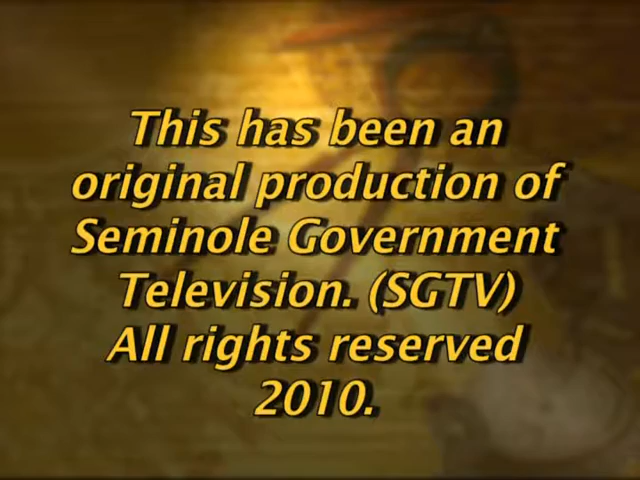 This has been an
original production of
Seminole Government
Television. (SGTV)
All rights reserved
2010.